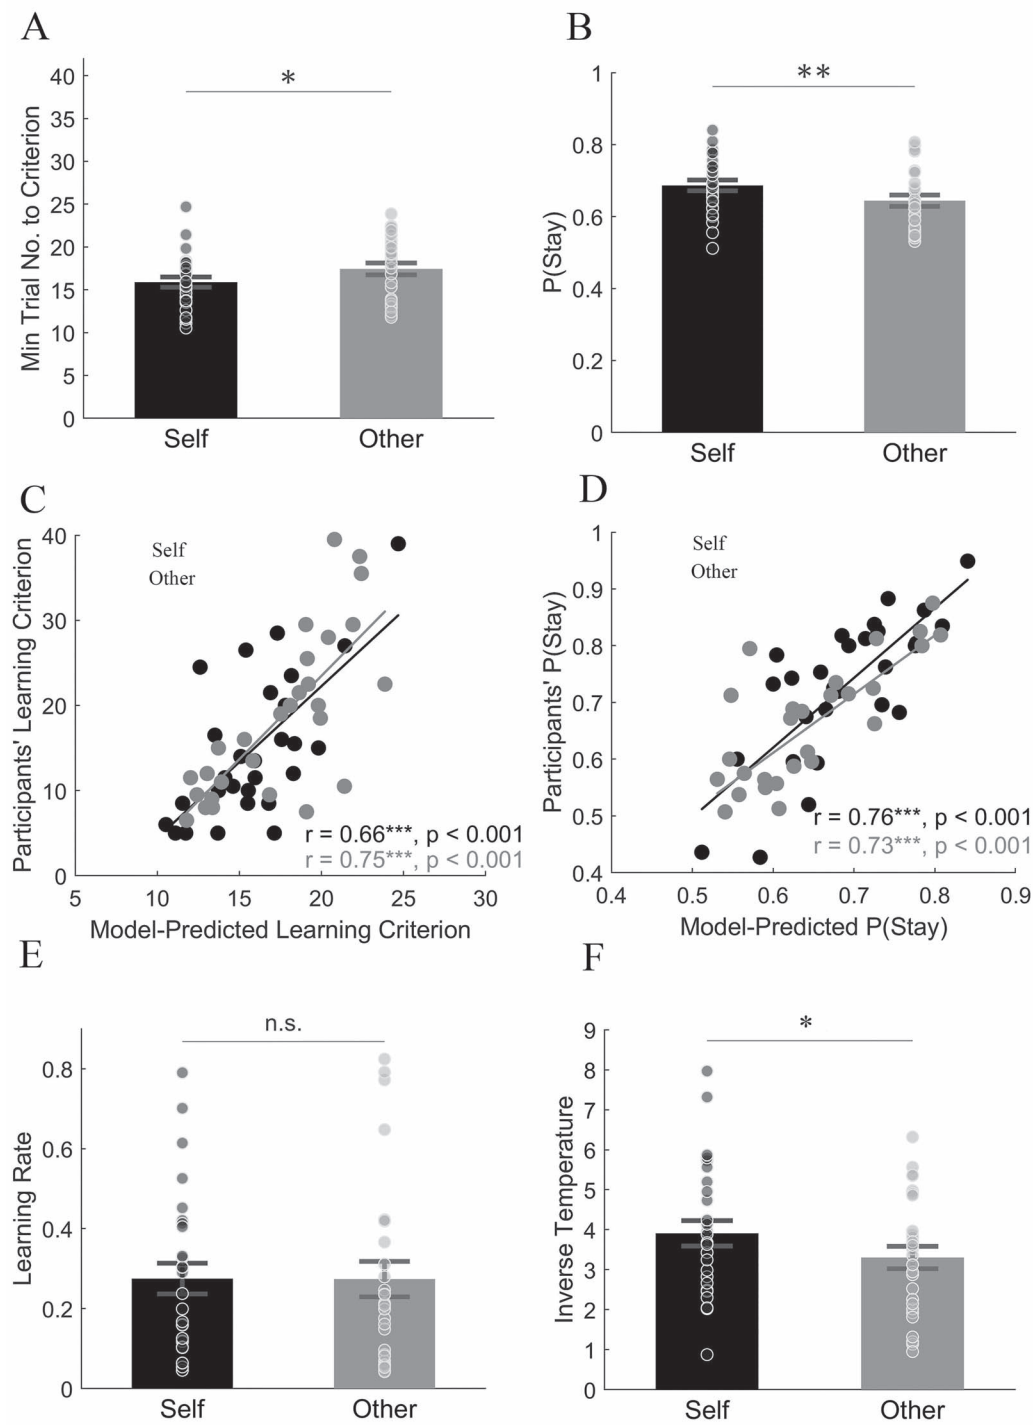 A
Min Trial No. to Criterion
40
35
30
25
20
15
10
5
0
*
Self
Other
B
P(Stay)
1
0.8
0.6
0.4
0.2
0
**
Self
Other
C
Participants' Learning Criterion
40
30
20
10
0
Self
Other
r = 0.66***, p < 0.001
r = 0.75***, p < 0.001
5
10
15
20
25
30
Model-Predicted Learning Criterion
D
Participants' P(Stay)
1
0.9
0.8
0.7
0.6
0.5
0.4
Self
Other
r = 0.76***, p < 0.001
r = 0.73***, p < 0.001
0.4
0.5
0.6
0.7
0.8
0.9
Model-Predicted P(Stay)
E
Learning Rate
0.8
0.6
0.4
0.2
0
n.s.
Self
Other
F
Inverse Temperature
9
8
7
6
5
4
3
2
1
0
*
Self
Other